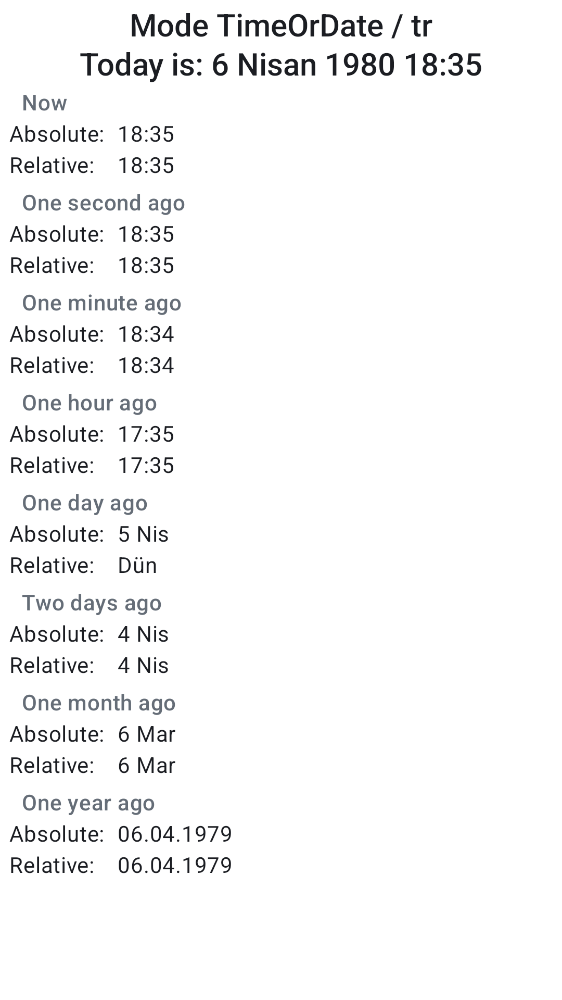 Mode TimeOrDate / tr
Today is: 6 Nisan 1980 18:35
Now
Absolute: 18:35
Relative: 18:35
One second ago
Absolute: 18:35
Relative: 18:35
One minute ago
Absolute: 18:34
Relative: 18:34
One hour ago
Absolute: 17:35
Relative: 17:35
One day ago
Absolute: 5 Nis
Relative: Dün
Two days ago
Absolute: 4 Nis
Relative: 4 Nis
One month ago
Absolute: 6 Mar
Relative: 6 Mar
One year ago
Absolute: 06.04.1979
Relative: 06.04.1979